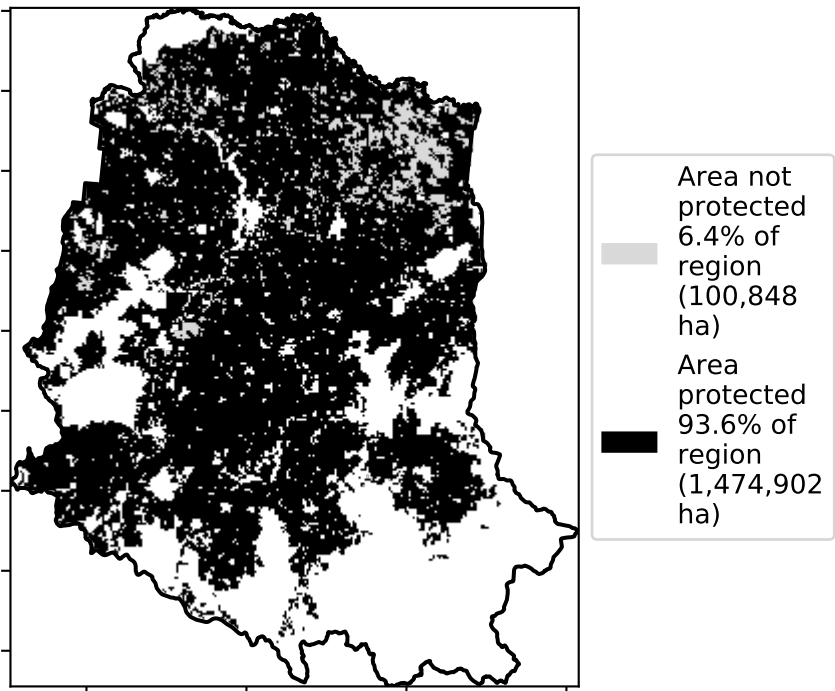 Area not
protected
6.4% of
region
(100,848
ha)
Area
protected
93.6% of
region
(1,474,902
ha)